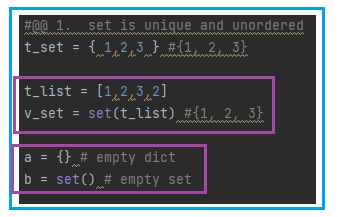 #@@ 1.  set is unique and unordered
t_set = { 1,2,3 } #{1, 2, 3}
t_list = [1,2,3,2]
v_set = set(t_list) #{1, 2, 3}
a = {} # empty dict
b = set() # empty set